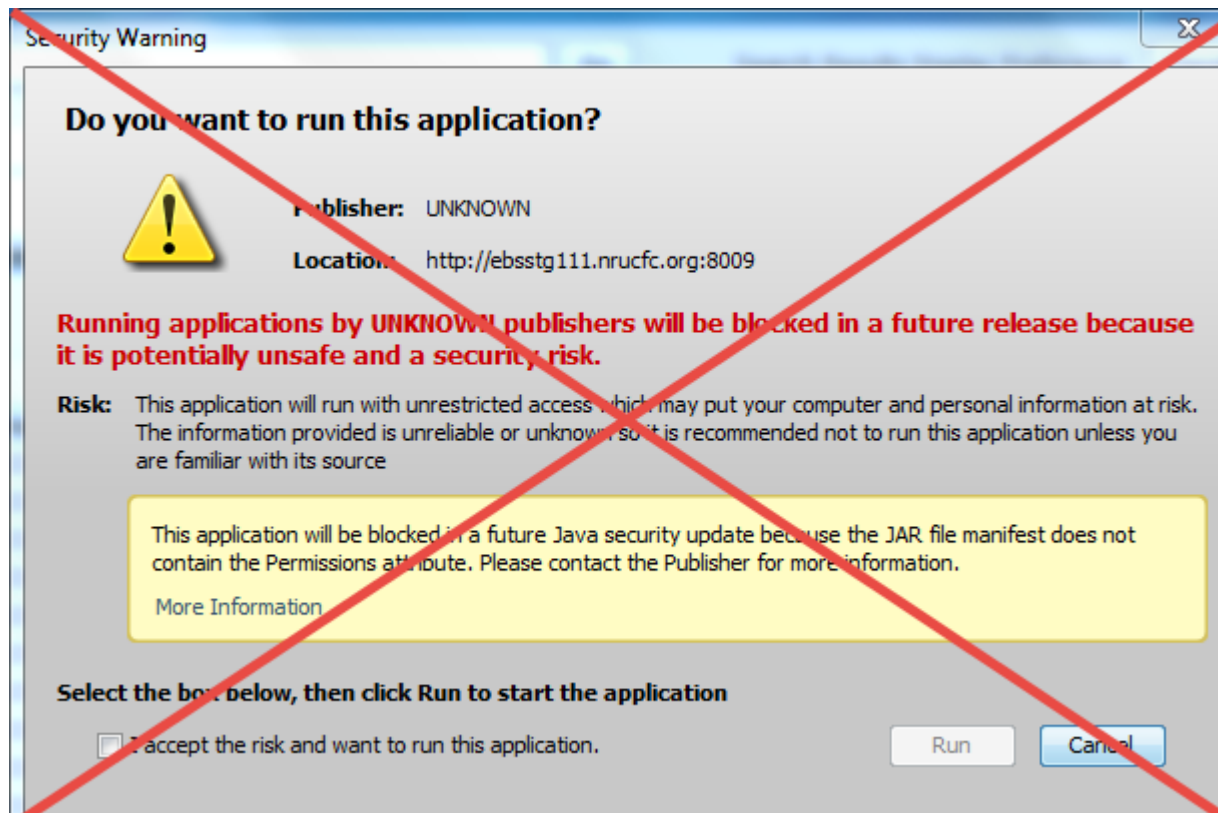 Security Warning
Do you want to run this application?
Publisher: UNKNOWN
Location: http://ebsstg111.nrucfc.org:8009
Running applications by UNKNOWN publishers will be blocked in a future release because
it is potentially unsafe and a security risk.
Risk: This application will run with unrestricted access which may put your computer and personal information at risk.
The information provided is unreliable or unknown so it is recommended not to run this application unless you
are familiar with its source
This application will be blocked in a future Java security update because the JAR file manifest does not
contain the Permissions attribute. Please contact the Publisher for more information.
More Information
Select the box below, then click Run to start the application
I accept the risk and want to run this application.
Run Cancel